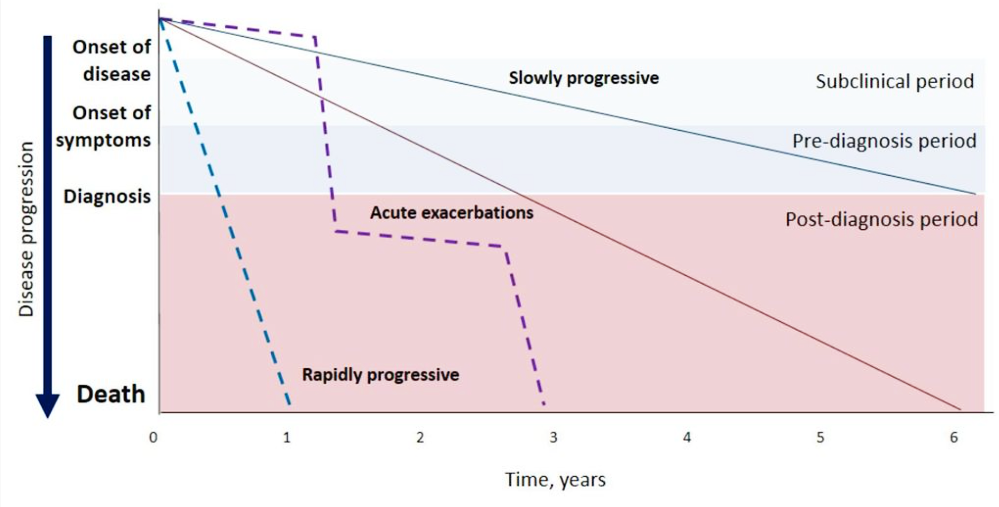 Onset of
disease
Slowly progressive
Subclinical period
Onset of
symptoms
Pre-diagnosis period
Diagnosis
Acute exacerbations
Post-diagnosis period
Disease progression
Rapidly progressive
Death
0 1 2 3 4 5 6
Time, years